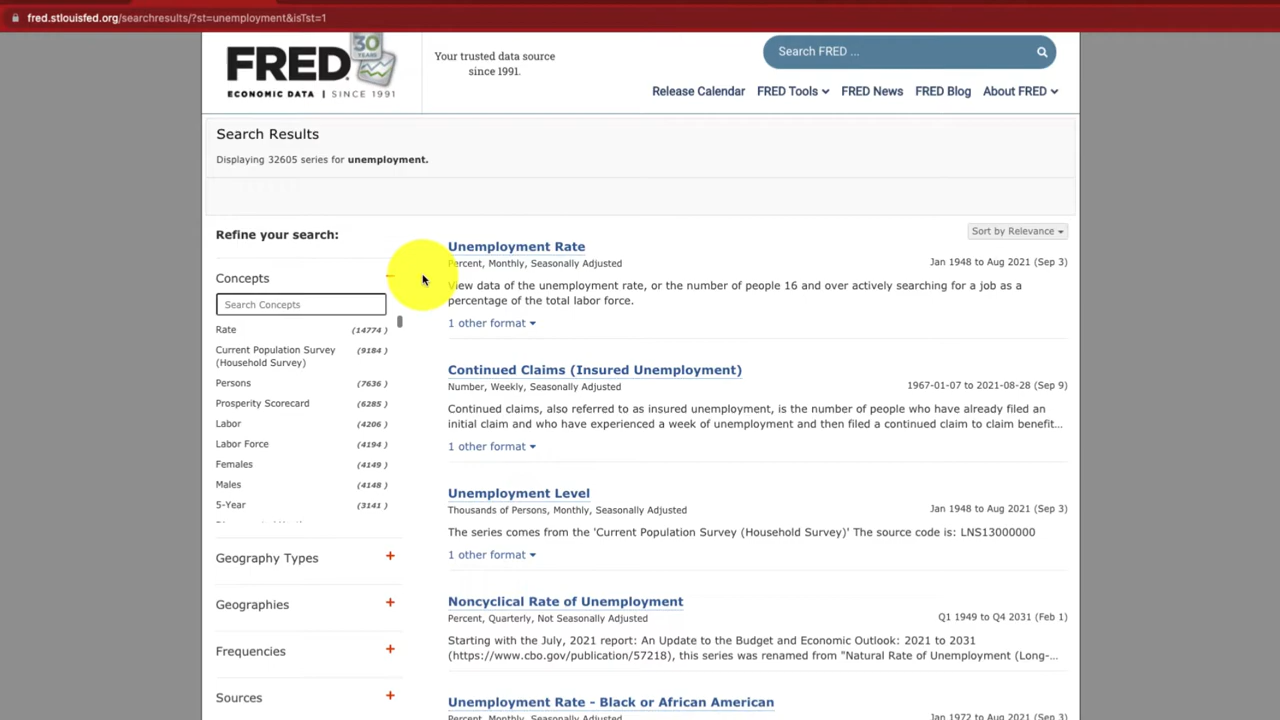 fred.stlouisfed.org/searchresults/?st=unemployment&isTst=1
30
YEARS
FRED
ECONOMIC DATA | SINCE 1991
Your trusted data source
since 1991.
Search FRED ...
Release Calendar
FRED Tools
FRED News
FRED Blog
About FRED
Search Results
Displaying 32605 series for unemployment.
Refine your search:
Concepts
Search Concepts
Rate (14774 )
Current Population Survey (9184 )
(Household Survey)
Persons (7636 )
Prosperity Scorecard (6285 )
Labor (4206 )
Labor Force (4194 )
Females (4149 )
Males (4148 )
5-Year (3141 )
Geography Types +
Geographies +
Frequencies +
Sources +
Sort by Relevance
Unemployment Rate
Percent, Monthly, Seasonally Adjusted
Jan 1948 to Aug 2021 (Sep 3)
View data of the unemployment rate, or the number of people 16 and over actively searching for a job as a
percentage of the total labor force.
1 other format
Continued Claims (Insured Unemployment)
Number, Weekly, Seasonally Adjusted
1967-01-07 to 2021-08-28 (Sep 9)
Continued claims, also referred to as insured unemployment, is the number of people who have already filed an
initial claim and who have experienced a week of unemployment and then filed a continued claim to claim benefit...
1 other format
Unemployment Level
Thousands of Persons, Monthly, Seasonally Adjusted
Jan 1948 to Aug 2021 (Sep 3)
The series comes from the 'Current Population Survey (Household Survey)' The source code is: LNS13000000
1 other format
Noncyclical Rate of Unemployment
Percent, Quarterly, Not Seasonally Adjusted
Q1 1949 to Q4 2031 (Feb 1)
Starting with the July, 2021 report: An Update to the Budget and Economic Outlook: 2021 to 2031
(https://www.cbo.gov/publication/57218), this series was renamed from "Natural Rate of Unemployment (Long-...
Unemployment Rate - Black or African American
Percent, Monthly, Seasonally Adjusted
Jan 1972 to Aug 2021 (Sep 3)